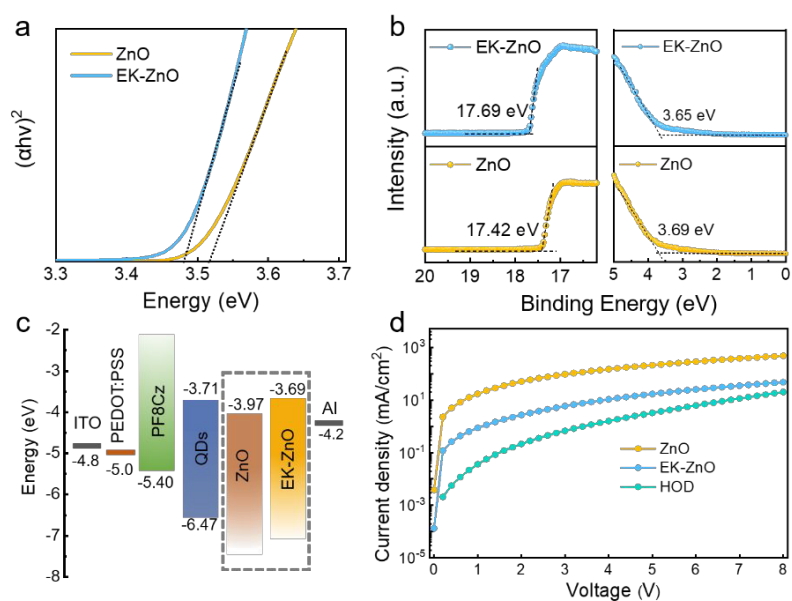 a
ZnO
EK-ZnO
(αhν)²
3.3 3.4 3.5 3.6 3.7
Energy (eV)
b
EK-ZnO
17.69 eV
EK-ZnO
3.65 eV
ZnO
17.42 eV
ZnO
3.69 eV
Intensity (a.u.)
20 19 18 17 5 4 3 2 1 0
Binding Energy (eV)
c
-2
-3
-4
-5
-6
-7
-8
Energy (eV)
ITO
-4.8
PEDOT:PSS
-5.0
PF8Cz
-5.40
-3.71
QDs
-6.47
-3.97
ZnO
-3.69
EK-ZnO
Al
-4.2
d
10³
10¹
10⁻¹
10⁻³
10⁻⁵
Current density (mA/cm²)
ZnO
EK-ZnO
HOD
0 1 2 3 4 5 6 7 8
Voltage (V)